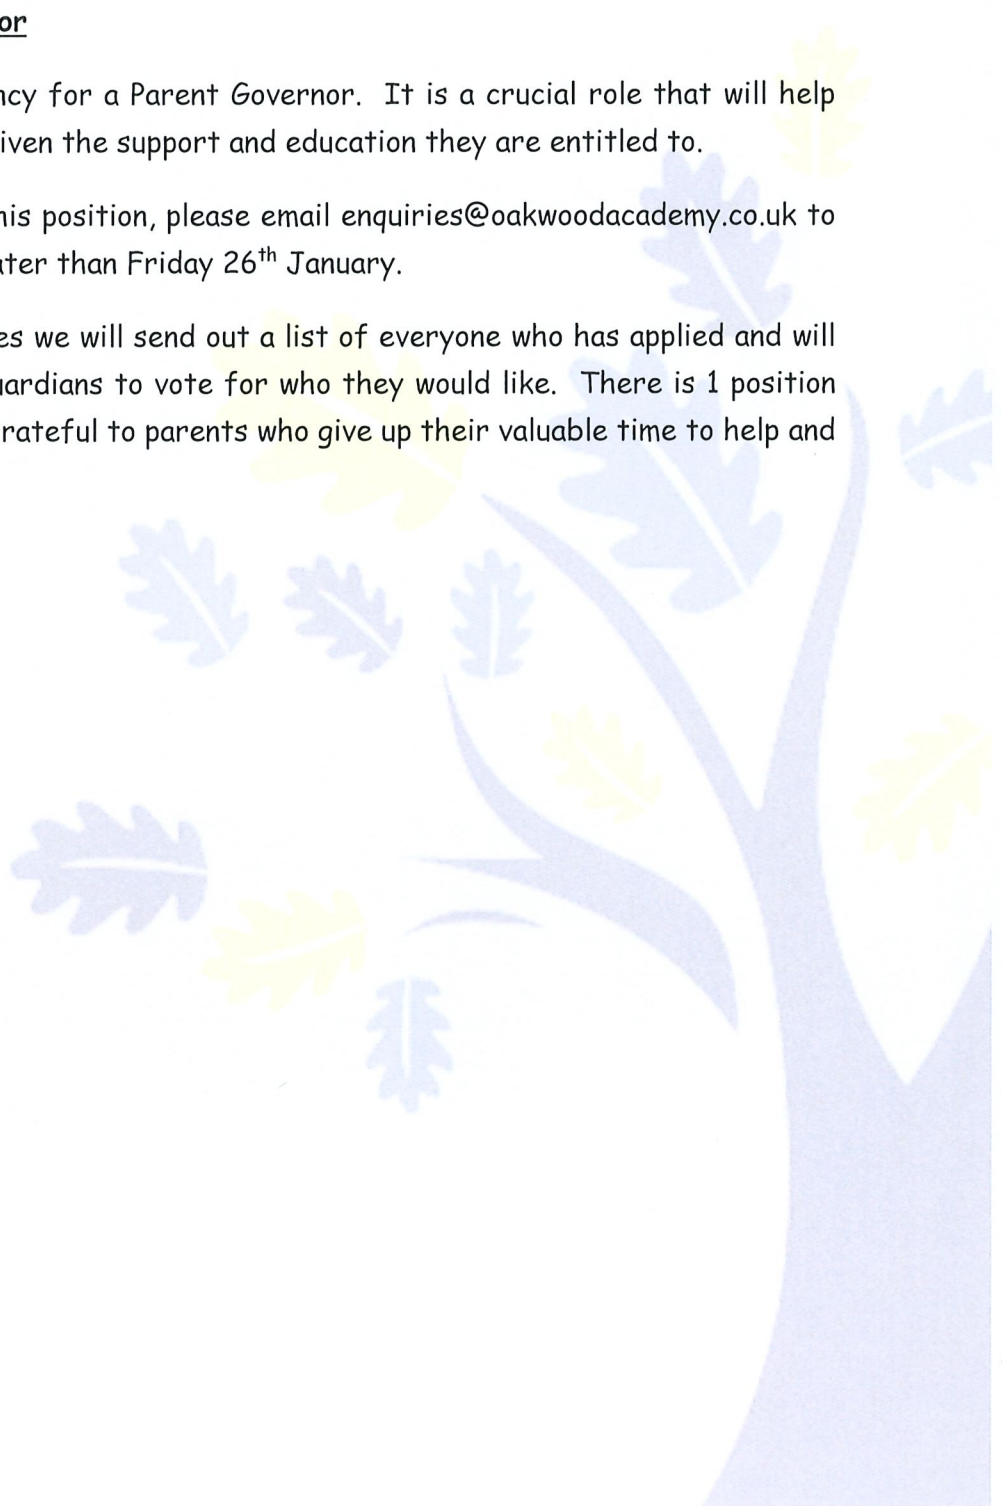 or
ncy for a Parent Governor. It is a crucial role that will help
iven the support and education they are entitled to.
his position, please email enquiries@oakwoodacademy.co.uk to
ater than Friday 26th January.
es we will send out a list of everyone who has applied and will
uardians to vote for who they would like. There is 1 position
rateful to parents who give up their valuable time to help and